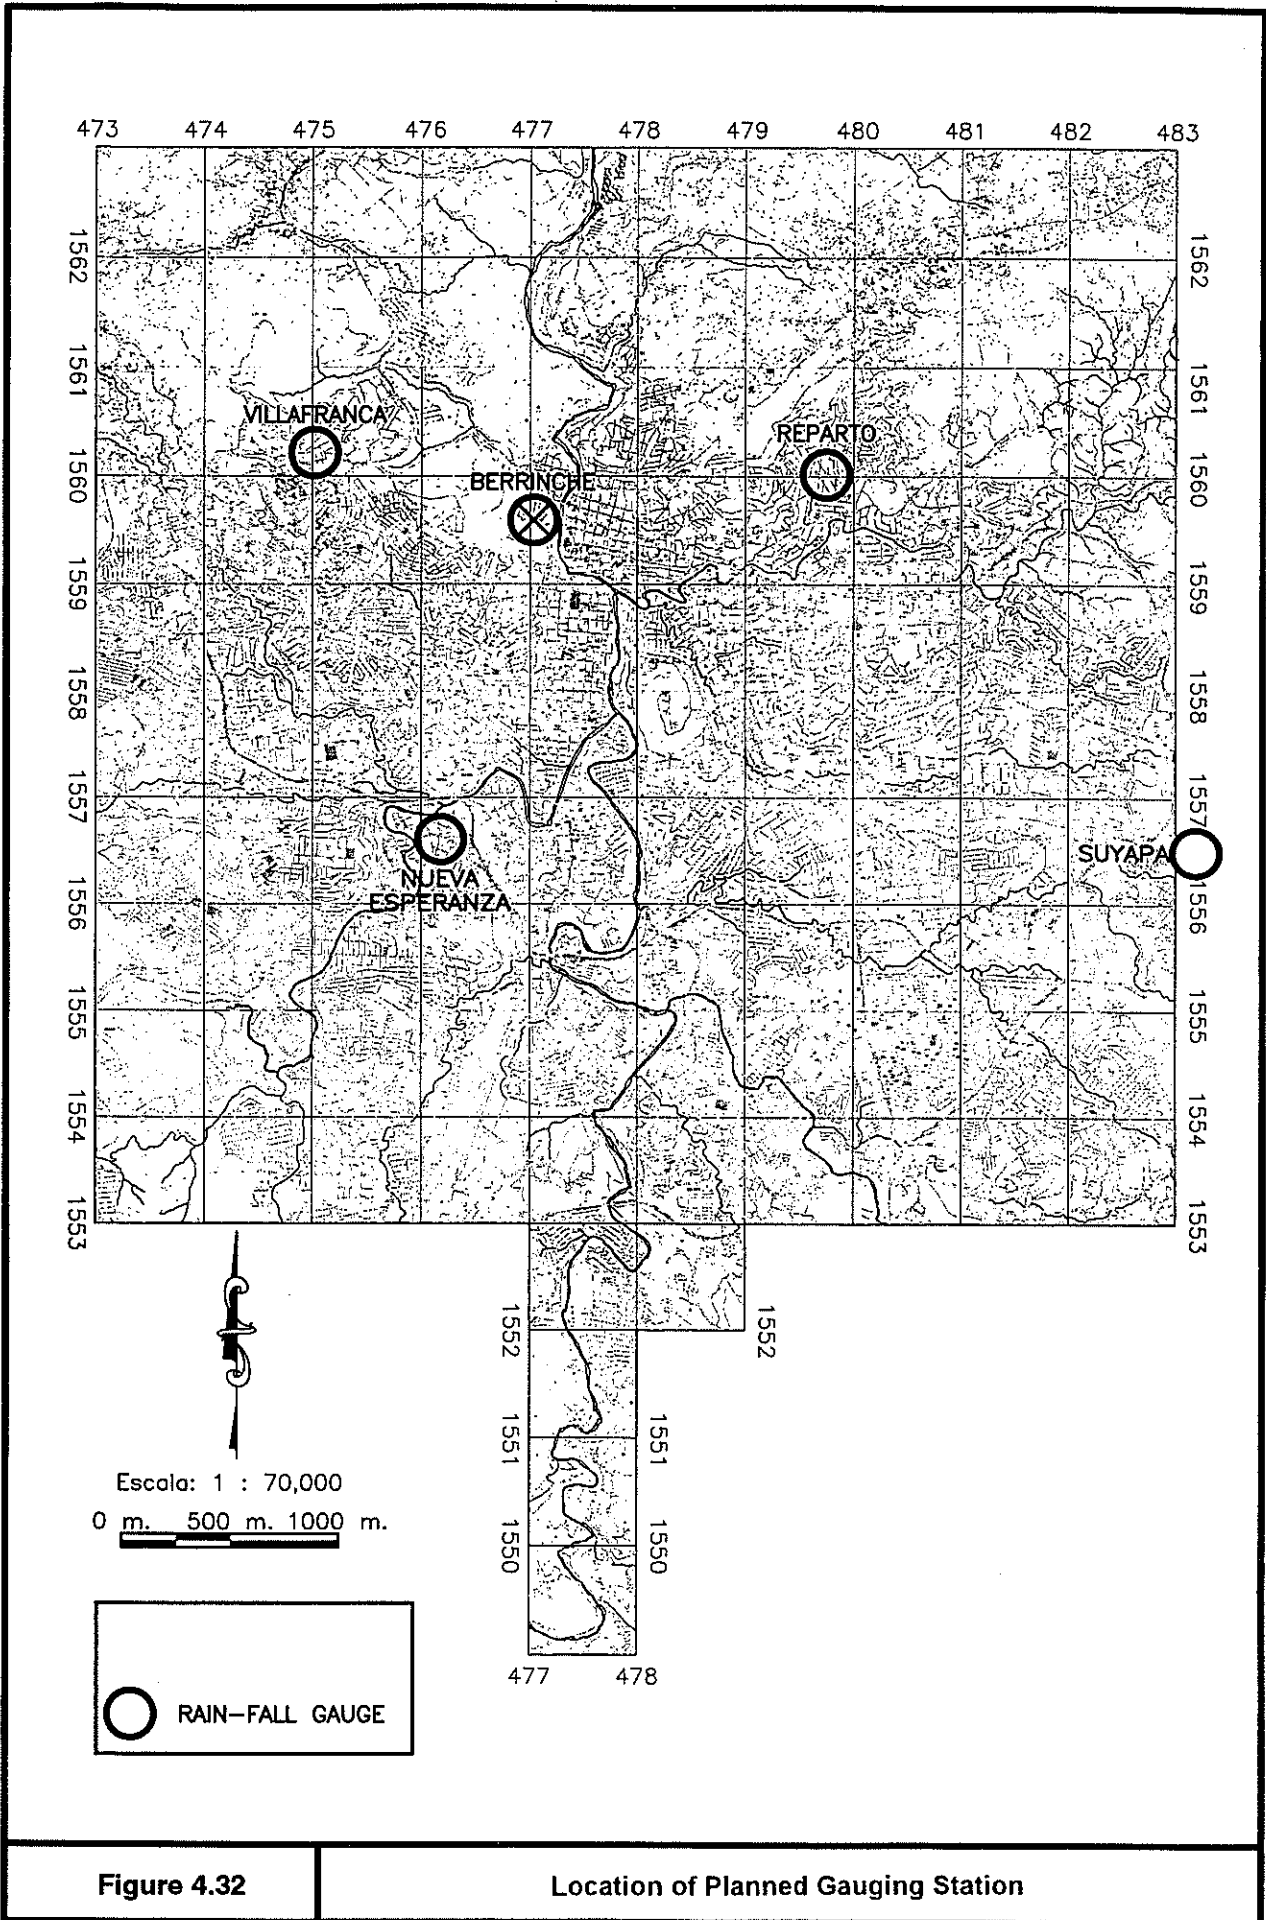 473 474 475 476 477 478 479 480 481 482 483
1562 1562
1561 1561
VILLAFRANCA
REPARTO
1560 1560
BERRINCHE
1559 1559
1558 1558
1557 1557
SUYAPA
NUEVA
ESPERANZA
1556 1556
1555 1555
1554 1554
1553 1553
1552 1552
1551 1551
Escala: 1 : 70,000
0 m. 500 m. 1000 m.
1550 1550
477 478
RAIN-FALL GAUGE
Figure 4.32
Location of Planned Gauging Station